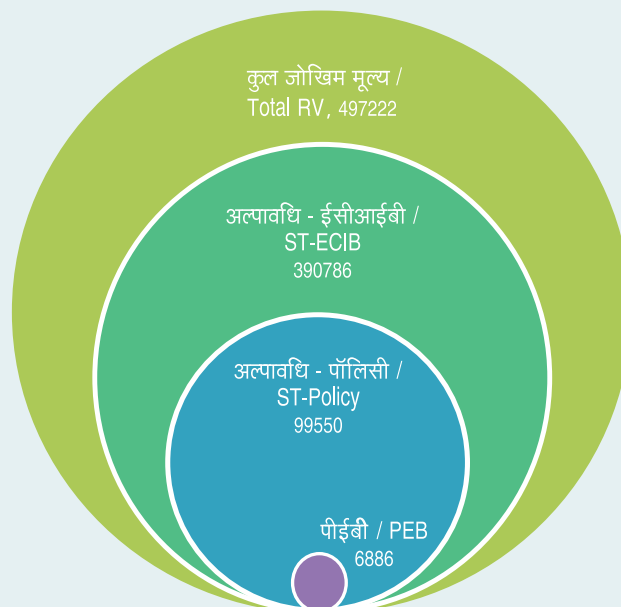 कुल जोखिम मूल्य /
Total RV, 497222
अल्पावधि - ईसीआईबी /
ST-ECIB
390786
अल्पावधि - पॉलिसी /
ST-Policy
99550
पीईबी / PEB
6886